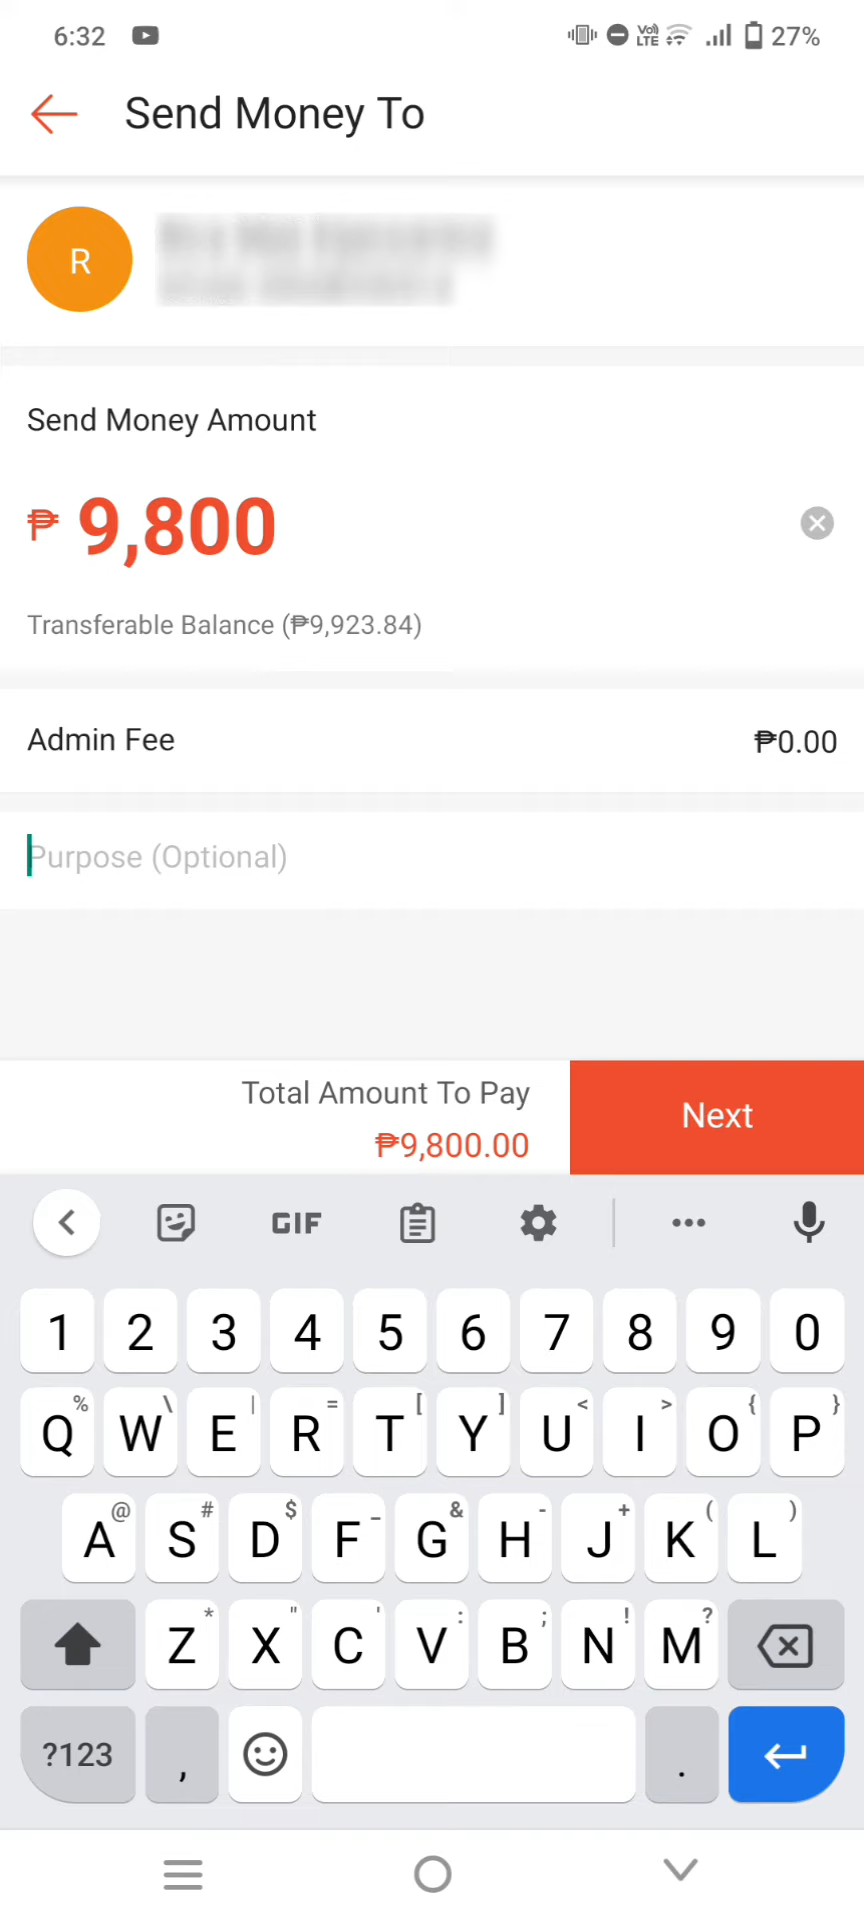 6:32
Vo)) LTE
27%
Send Money To
R
Send Money Amount
₱ 9,800
Transferable Balance (₱9,923.84)
Admin Fee
₱0.00
Purpose (Optional)
Total Amount To Pay
₱9,800.00
Next
GIF
1 2 3 4 5 6 7 8 9 0
% \ | = [ ] < > { }
Q W E R T Y U I O P
@ # $ _ & - + ( )
A S D F G H J K L
* " ' : ; ! ?
Z X C V B N M
?123 , .